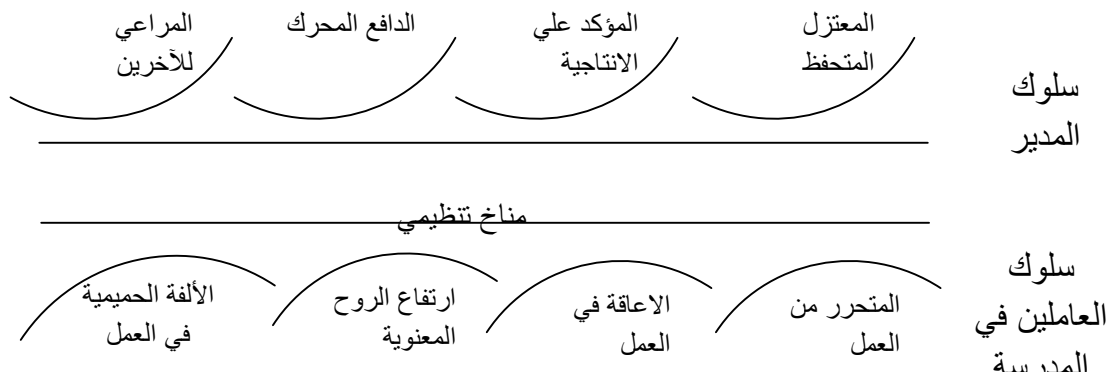 المعتزل
المتحفظ
المؤكد علي
الانتاجية
الدافع المحرك
المراعي
للآخرين
سلوك
المدير
مناخ تنظيمي
سلوك
العاملين في
المدرسة
المتحرر من
العمل
الاعاقة في
العمل
ارتفاع الروح
المعنوية
الألفة الحميمية
في العمل